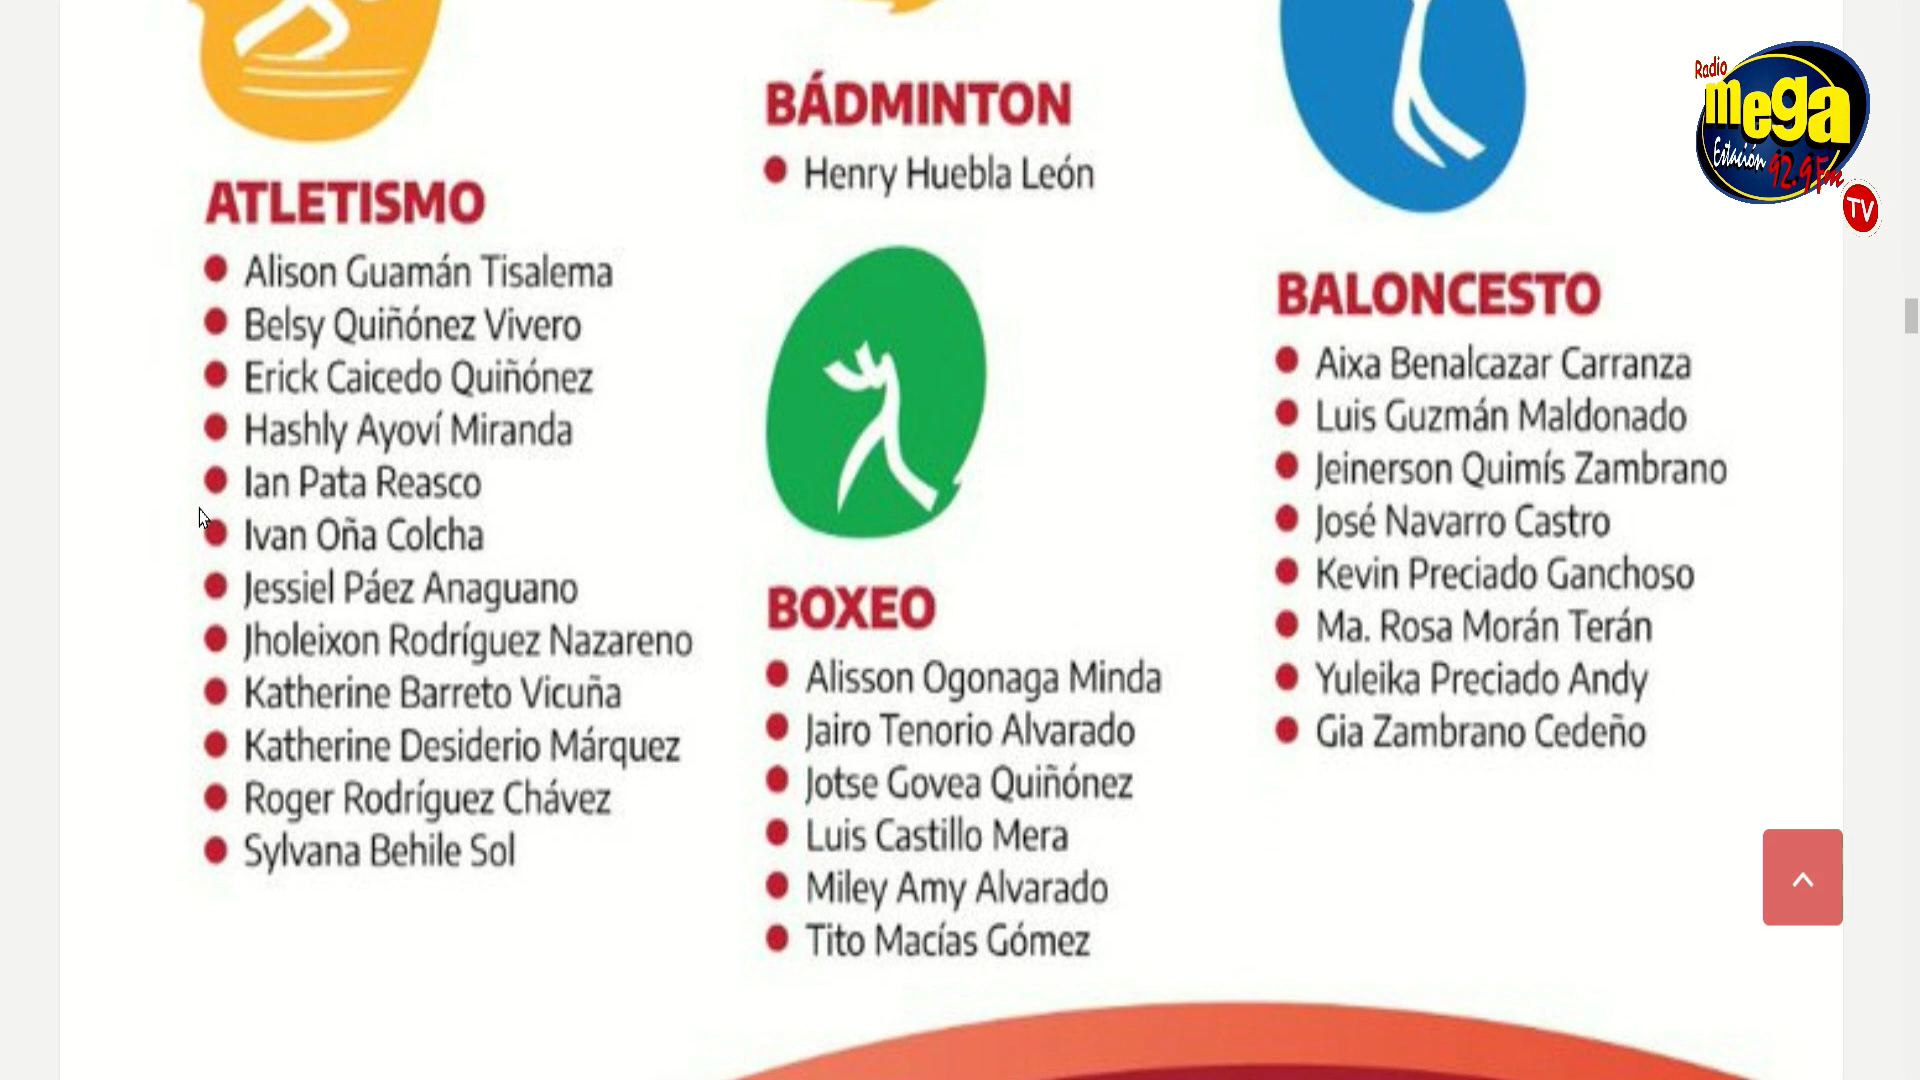 ATLETISMO
Alison Guamán Tisalema
Belsy Quiñónez Vivero
Erick Caicedo Quiñónez
Hashly Ayoví Miranda
Ian Pata Reasco
Ivan Oña Colcha
Jessiel Páez Anaguano
Jholeixon Rodríguez Nazareno
Katherine Barreto Vicuña
Katherine Desiderio Márquez
Roger Rodríguez Chávez
Sylvana Behile Sol
BÁDMINTON
Henry Huebla León
BOXEO
Alisson Ogonaga Minda
Jairo Tenorio Alvarado
Jotse Govea Quiñónez
Luis Castillo Mera
Miley Amy Alvarado
Tito Macías Gómez
BALONCESTO
Aixa Benalcazar Carranza
Luis Guzmán Maldonado
Jeinerson Quimís Zambrano
José Navarro Castro
Kevin Preciado Ganchoso
Ma. Rosa Morán Terán
Yuleika Preciado Andy
Gia Zambrano Cedeño
Radio
mega
Estación
92.9 Fm
TV